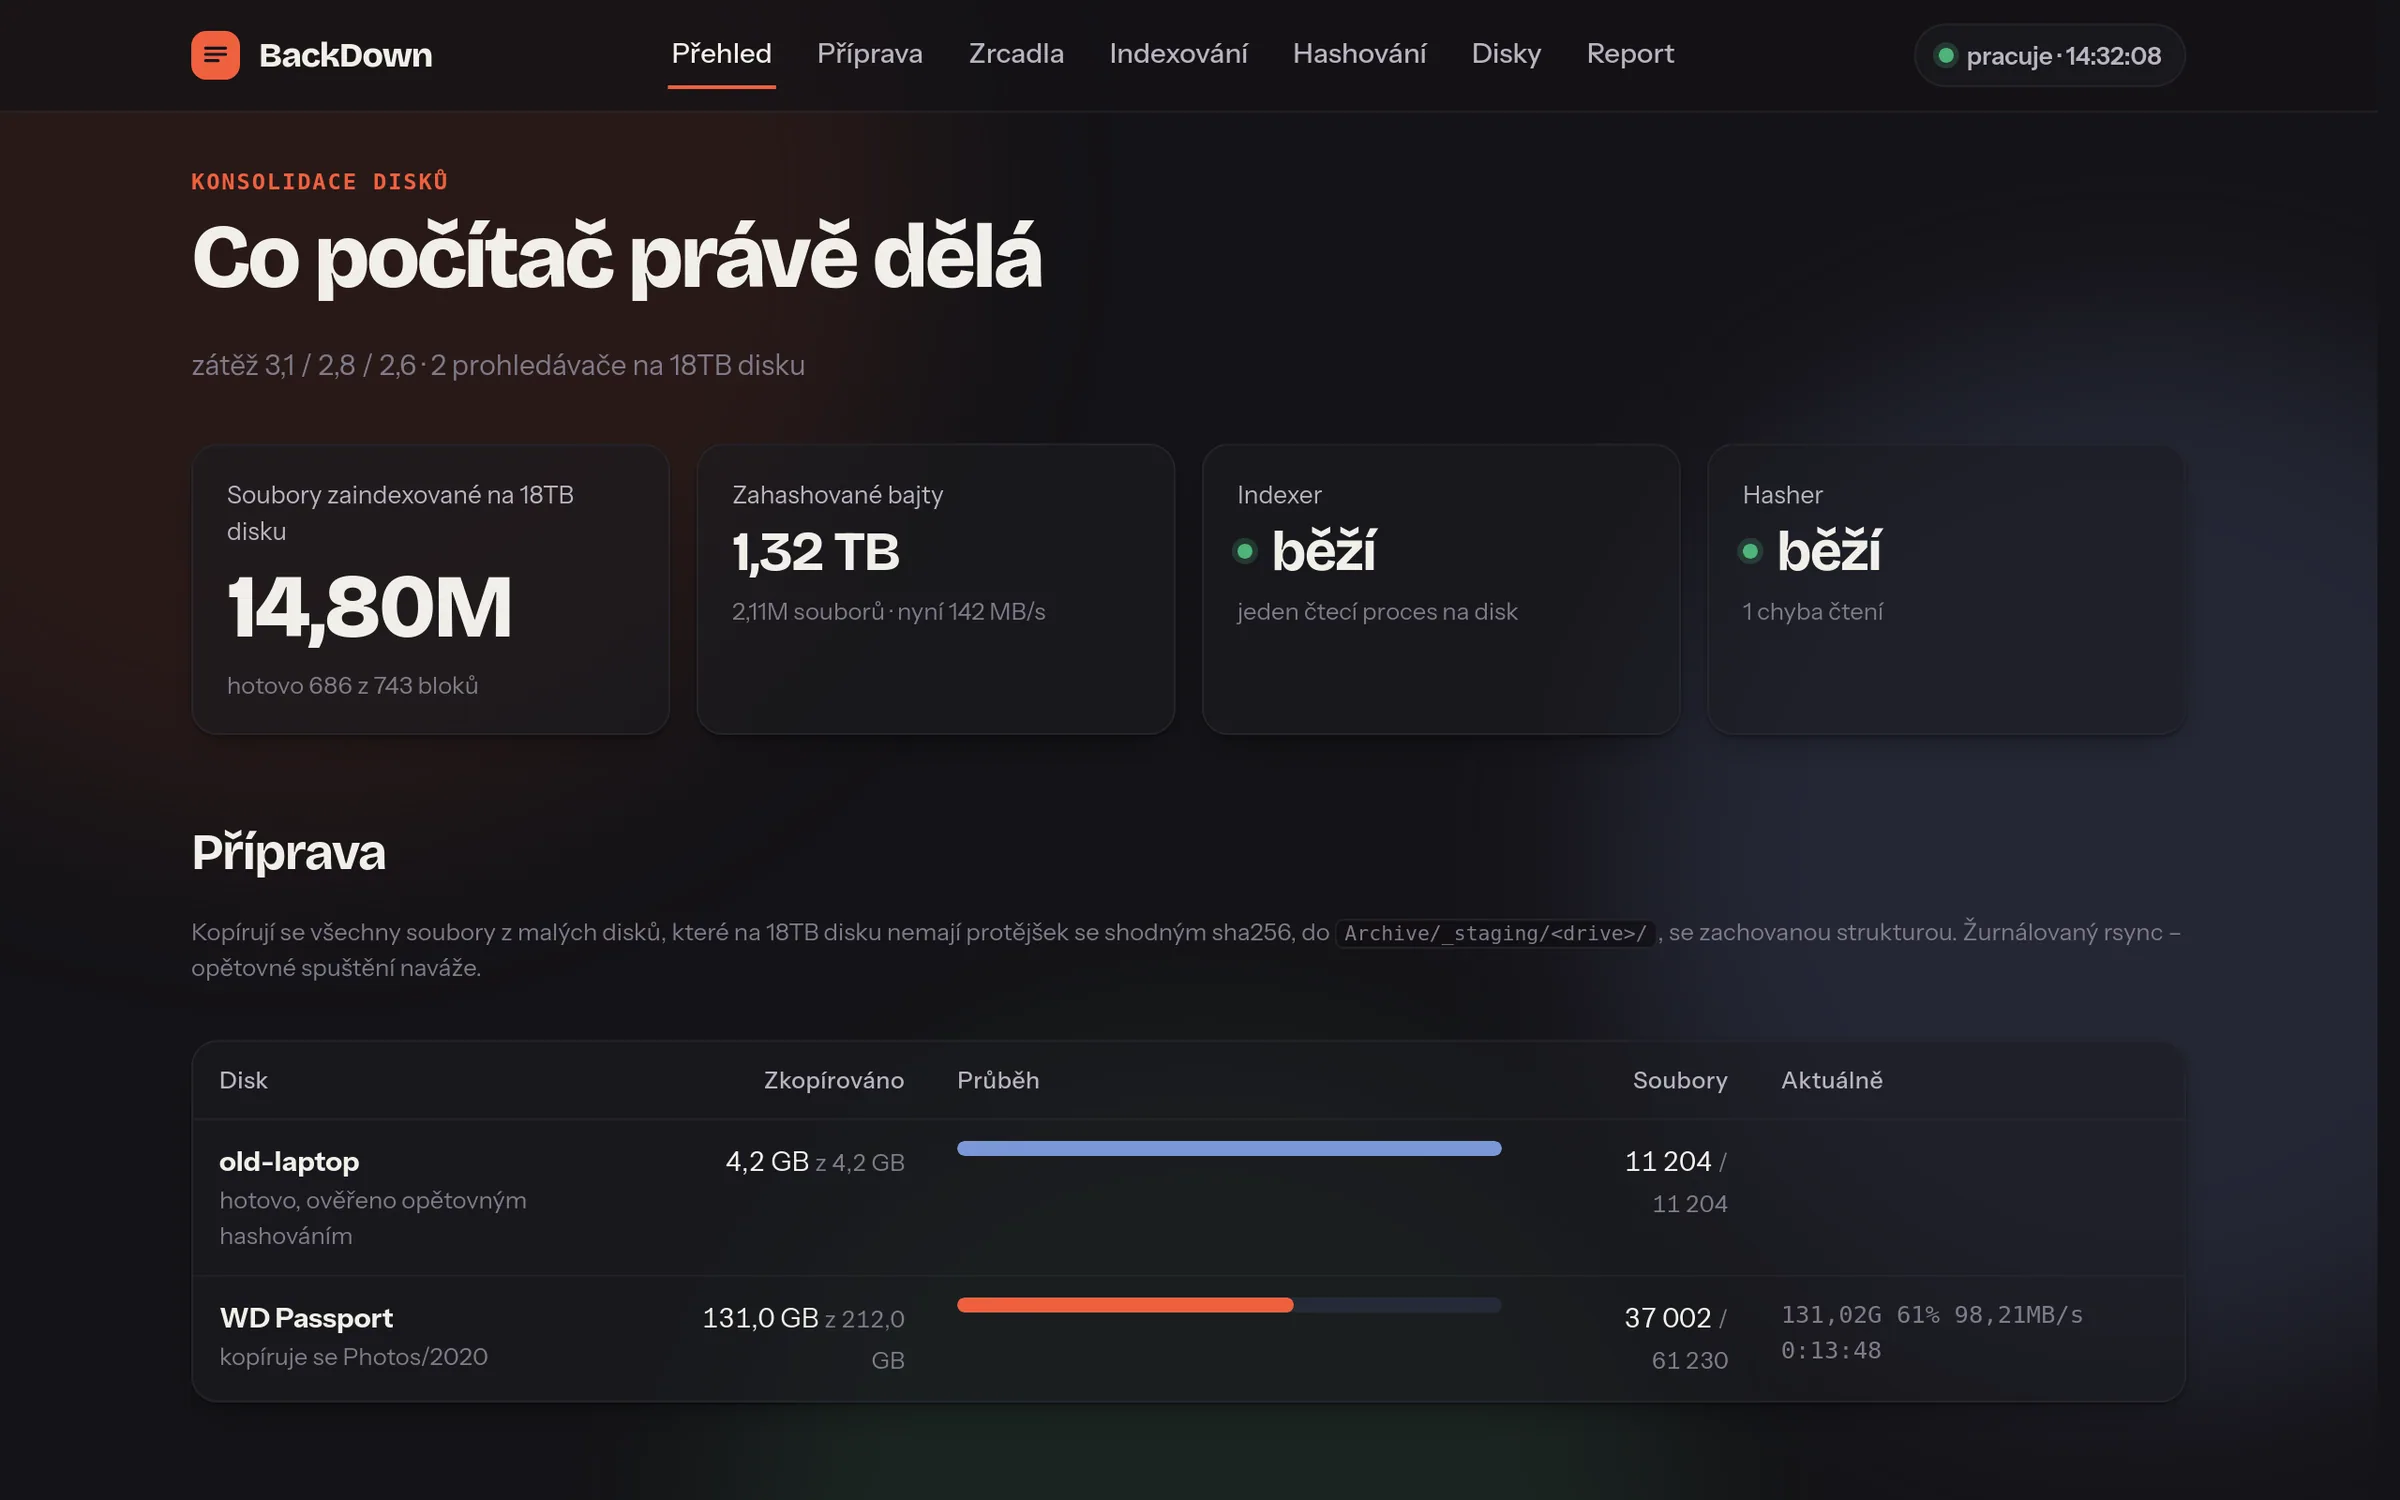 BackDown
Přehled
Příprava
Zrcadla
Indexování
Hashování
Disky
Report
pracuje · 14:32:08
KONSOLIDACE DISKŮ
Co počítač právě dělá
zátěž 3,1 / 2,8 / 2,6 · 2 prohledávače na 18TB disku
Soubory zaindexované na 18TB
disku
14,80M
hotovo 686 z 743 bloků
Zahashované bajty
1,32 TB
2,11M souborů · nyní 142 MB/s
Indexer
běží
jeden čtecí proces na disk
Hasher
běží
1 chyba čtení
Příprava
Kopírují se všechny soubory z malých disků, které na 18TB disku nemají protějšek se shodným sha256, do Archive/_staging/<drive>/, se zachovanou strukturou. Žurnálovaný rsync –
opětovné spuštění naváže.
Disk Zkopírováno Průběh Soubory Aktuálně
old-laptop
hotovo, ověřeno opětovným
hashováním
4,2 GB z 4,2 GB
11 204 /
11 204
WD Passport
kopíruje se Photos/2020
131,0 GB z 212,0
GB
37 002 /
61 230
131,02G 61% 98,21MB/s
0:13:48